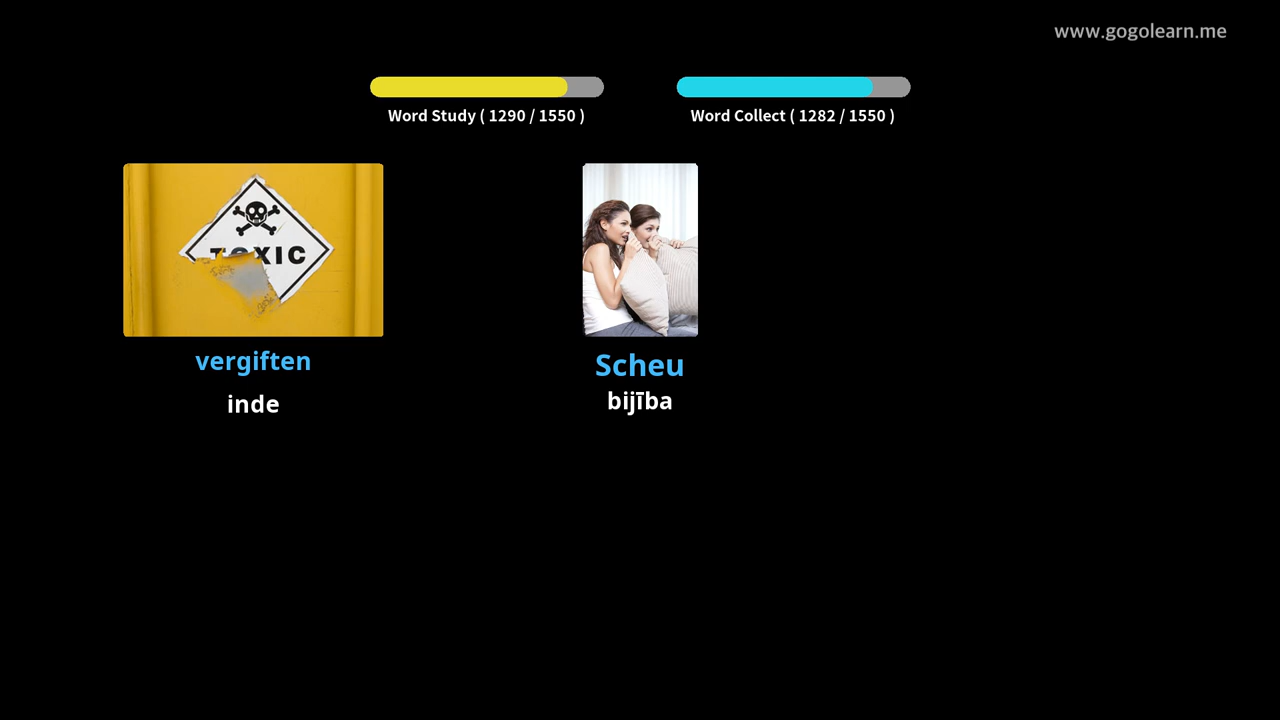 www.gogolearn.me
Word Study ( 1290 / 1550 )
Word Collect ( 1282 / 1550 )
TOXIC
vergiften
inde
Scheu
bijība